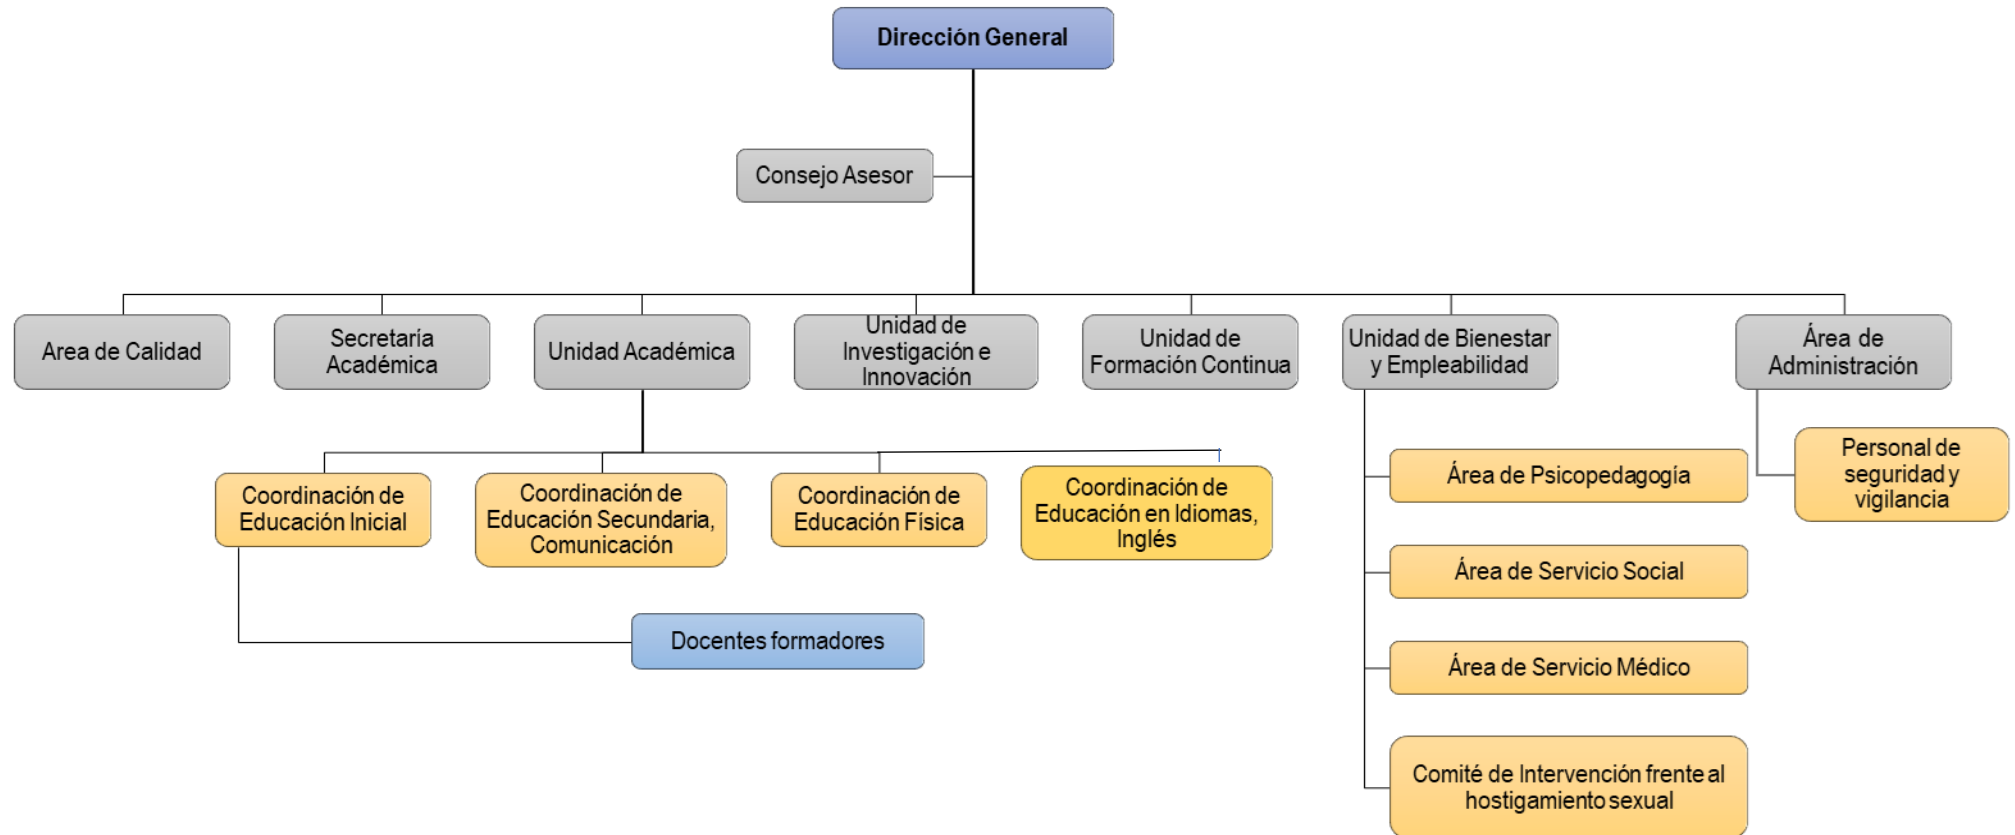 Dirección General
Consejo Asesor
Area de Calidad
Secretaría
Académica
Unidad Académica
Unidad de
Investigación e
Innovación
Unidad de
Formación Continua
Unidad de Bienestar
y Empleabilidad
Área de
Administración
Coordinación de
Educación Inicial
Coordinación de
Educación Secundaria,
Comunicación
Coordinación de
Educación Física
Coordinación de
Educación en Idiomas,
Inglés
Docentes formadores
Área de Psicopedagogía
Área de Servicio Social
Área de Servicio Médico
Comité de Intervención frente al
hostigamiento sexual
Personal de
seguridad y
vigilancia